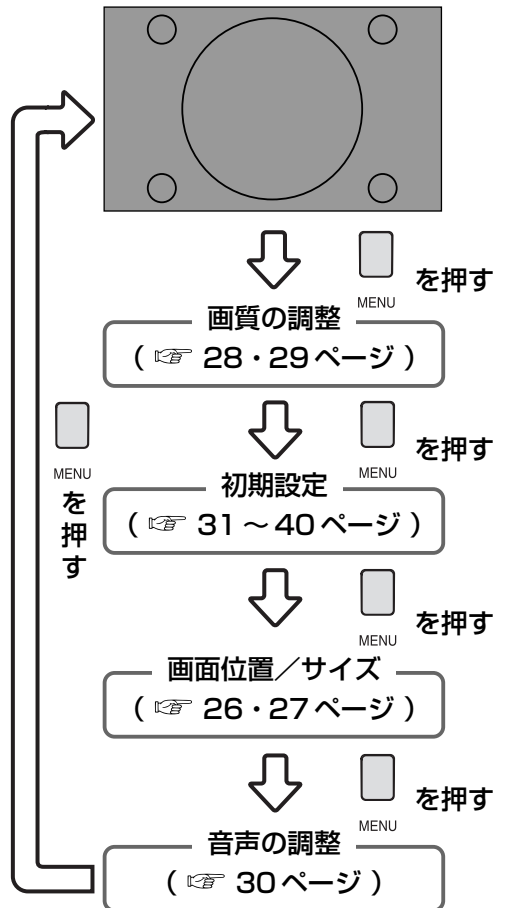 MENU を押す
画質の調整
( ☞ 28・29ページ )
MENU を押す
初期設定
( ☞ 31～40ページ )
MENU を押す
画面位置／サイズ
( ☞ 26・27ページ )
MENU を押す
音声の調整
( ☞ 30ページ )
MENU を押す